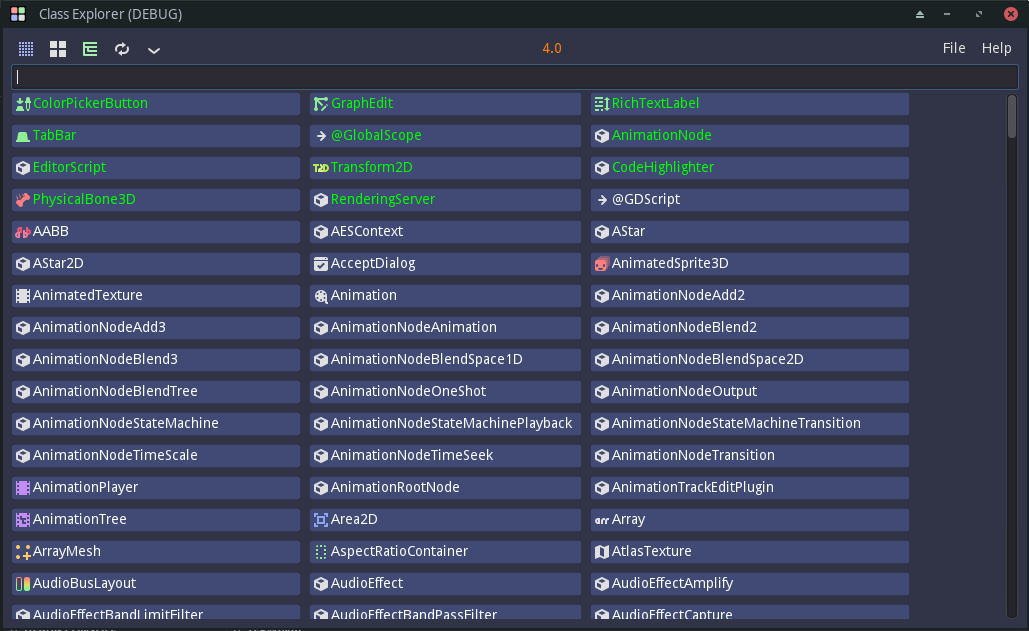 Class Explorer (DEBUG)
4.0 File Help
ColorPickerButton GraphEdit RichTextLabel
TabBar @GlobalScope AnimationNode
EditorScript T2D Transform2D CodeHighlighter
PhysicalBone3D RenderingServer @GDScript
AABB AESContext AStar
AStar2D AcceptDialog AnimatedSprite3D
AnimatedTexture Animation AnimationNodeAdd2
AnimationNodeAdd3 AnimationNodeAnimation AnimationNodeBlend2
AnimationNodeBlend3 AnimationNodeBlendSpace1D AnimationNodeBlendSpace2D
AnimationNodeBlendTree AnimationNodeOneShot AnimationNodeOutput
AnimationNodeStateMachine AnimationNodeStateMachinePlayback AnimationNodeStateMachineTransition
AnimationNodeTimeScale AnimationNodeTimeSeek AnimationNodeTransition
AnimationPlayer AnimationRootNode AnimationTrackEditPlugin
AnimationTree Area2D arr Array
ArrayMesh AspectRatioContainer AtlasTexture
AudioBusLayout AudioEffect AudioEffectAmplify
AudioEffectBandLimitFilter AudioEffectBandPassFilter AudioEffectCapture